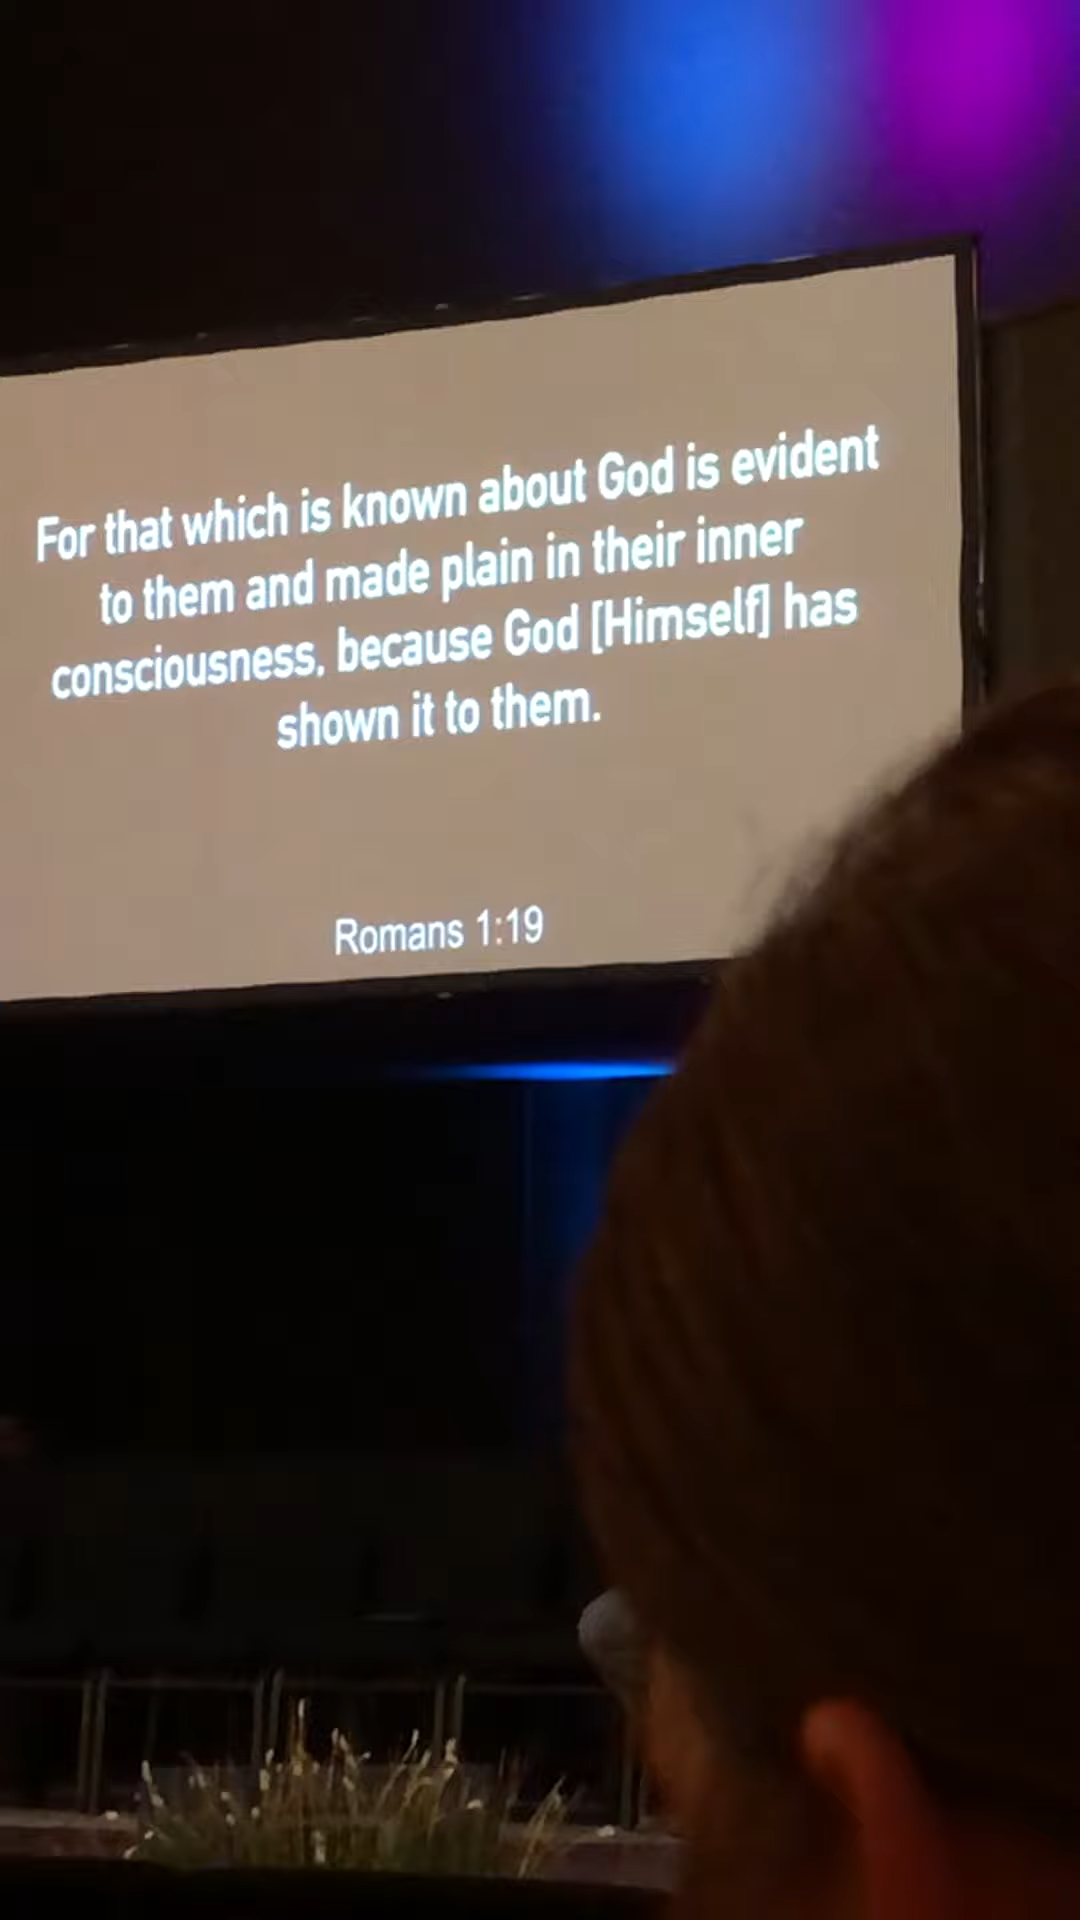 For that which is known about God is evident
to them and made plain in their inner
consciousness, because God [Himself] has
shown it to them.
Romans 1:19